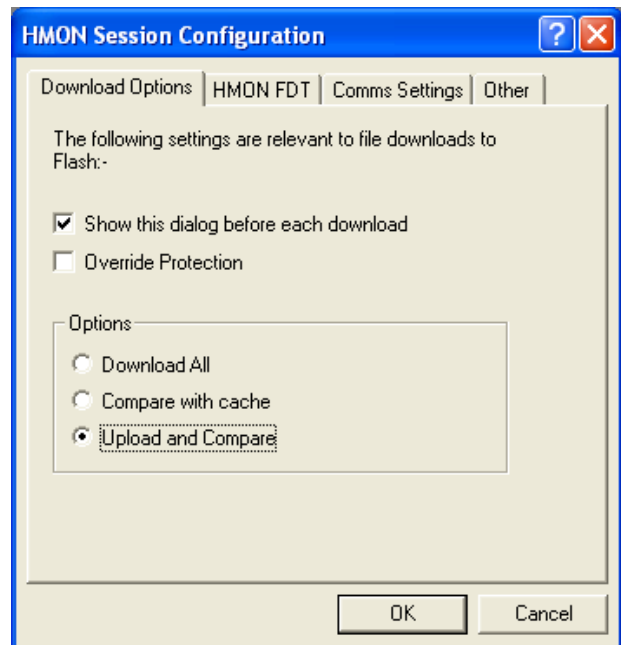 HMON Session Configuration
Download Options HMON FDT Comms Settings Other
The following settings are relevant to file downloads to
Flash:-
Show this dialog before each download
Override Protection
Options
Download All
Compare with cache
Upload and Compare
OK Cancel